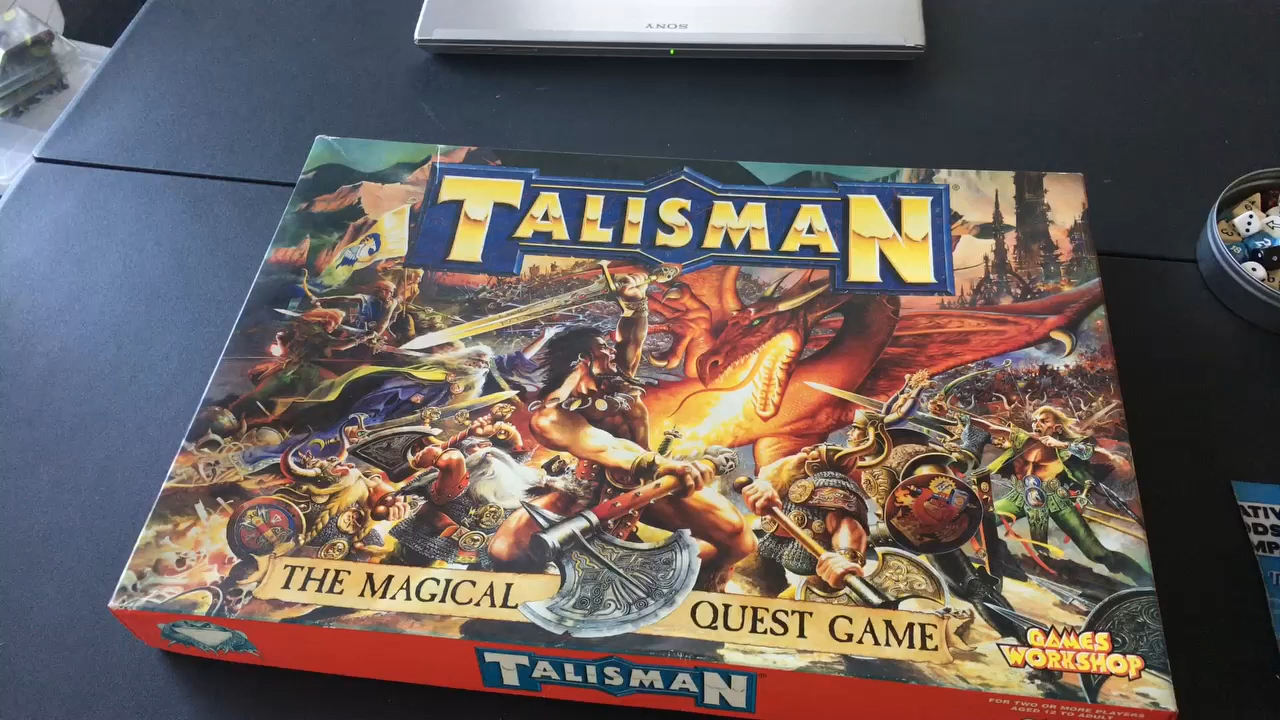 SONY
TALISMAN
THE MAGICAL
QUEST GAME
GAMES
WORKSHOP
TALISMAN
FOR TWO OR MORE PLAYERS
AGED 12 TO ADULT